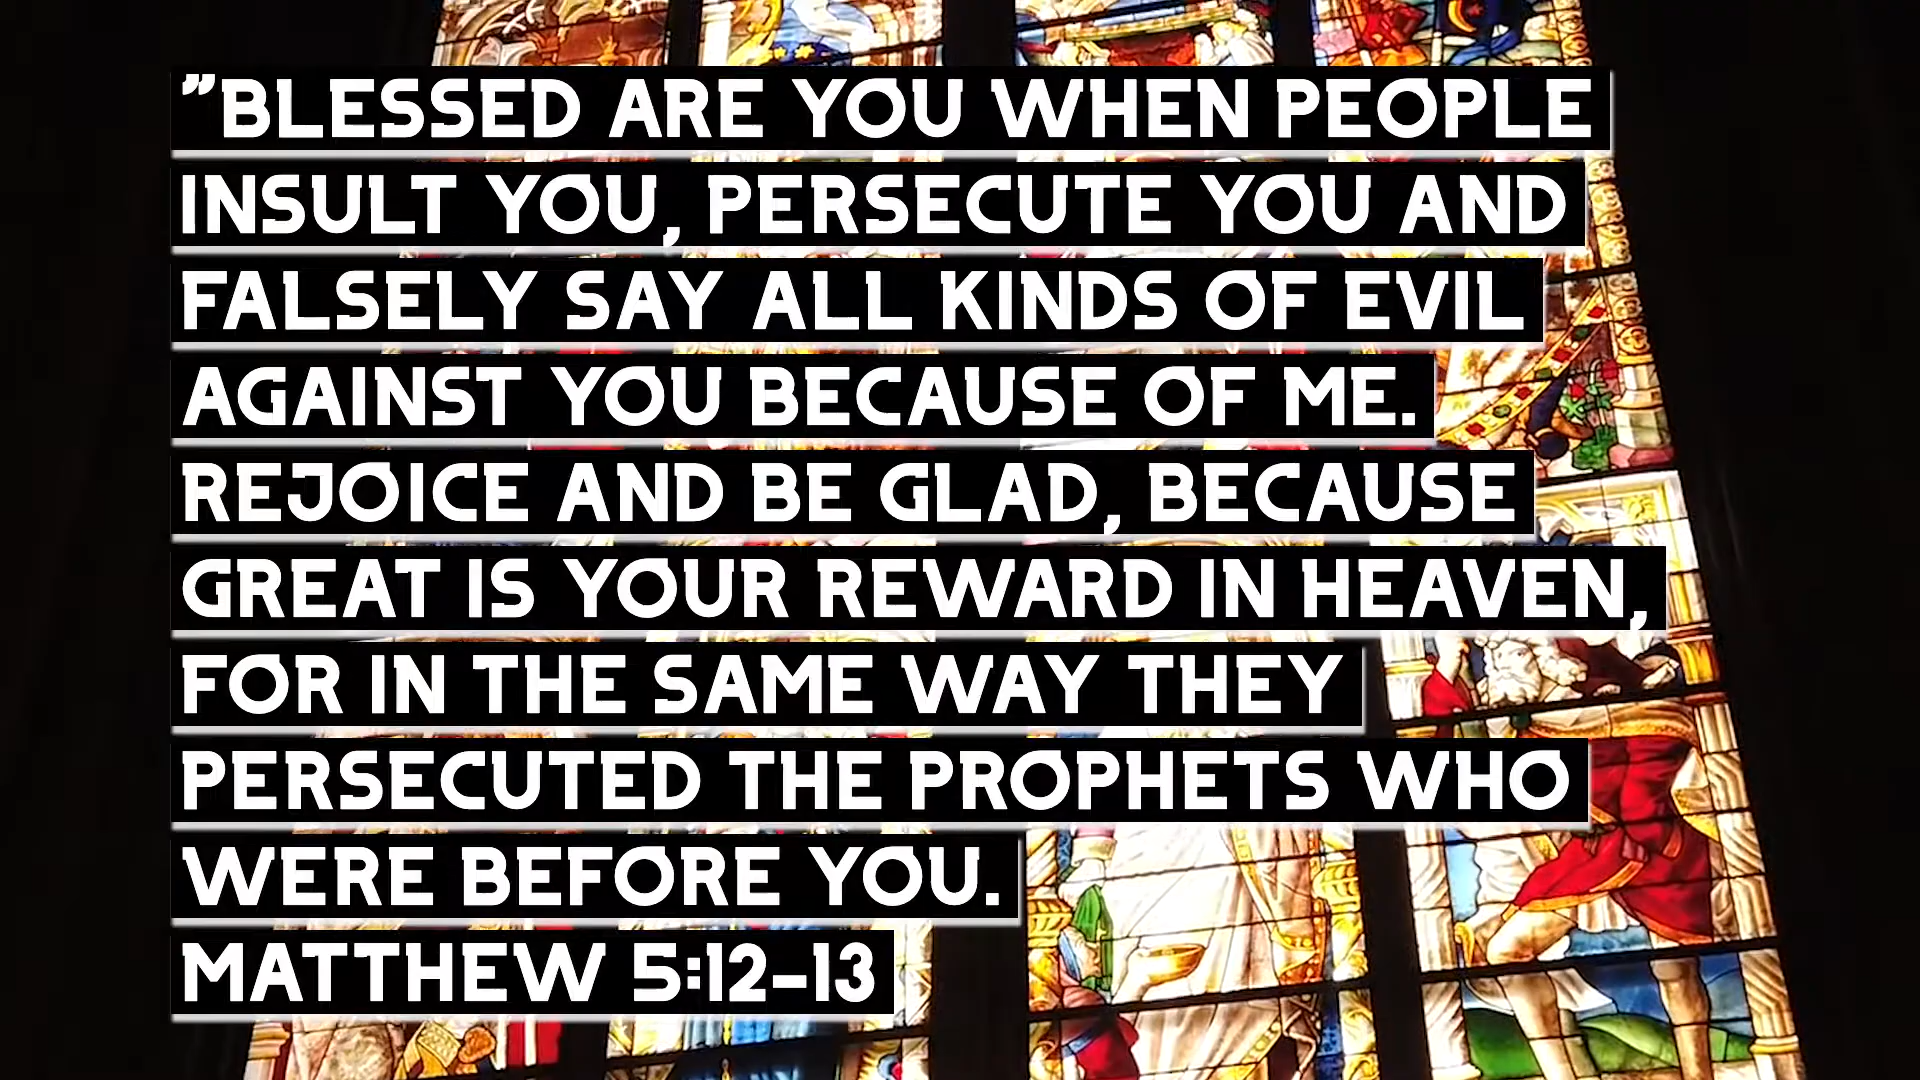 "BLESSED ARE YOU WHEN PEOPLE
INSULT YOU, PERSECUTE YOU AND
FALSELY SAY ALL KINDS OF EVIL
AGAINST YOU BECAUSE OF ME.
REJOICE AND BE GLAD, BECAUSE
GREAT IS YOUR REWARD IN HEAVEN,
FOR IN THE SAME WAY THEY
PERSECUTED THE PROPHETS WHO
WERE BEFORE YOU.
MATTHEW 5:12-13